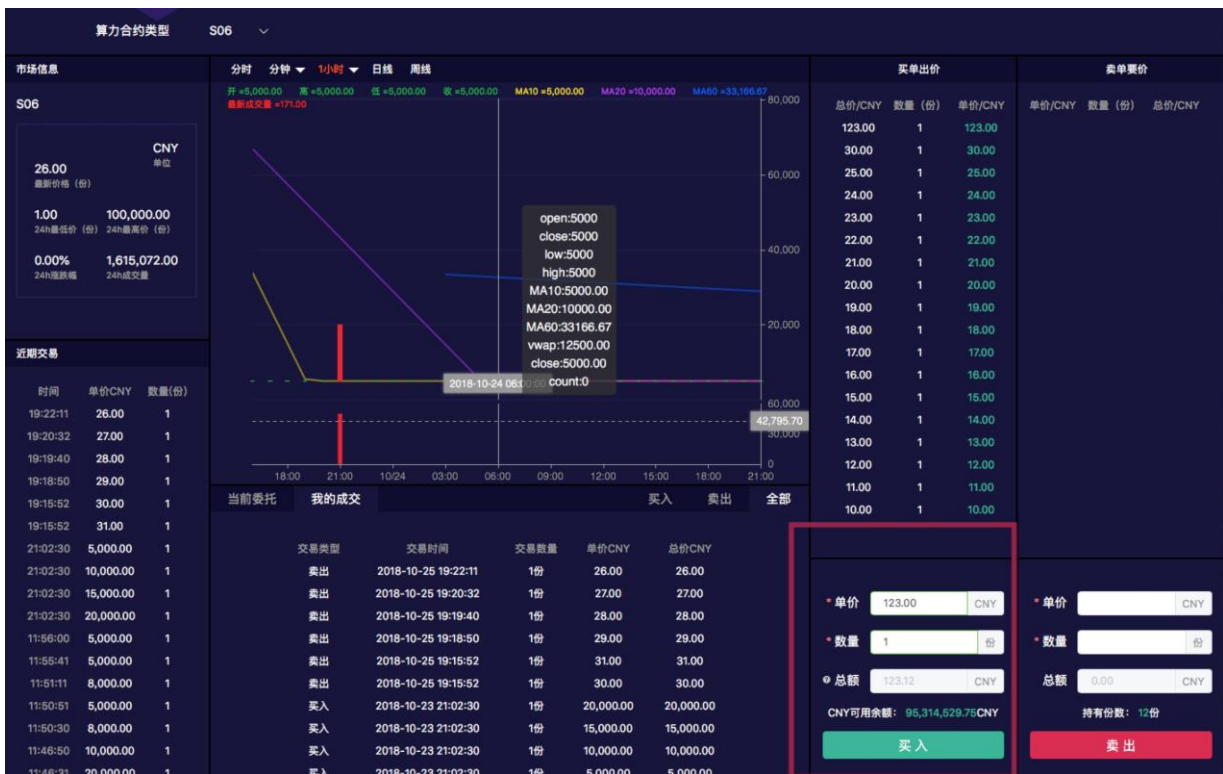 算力合约类型 S06
市场信息
S06
CNY
单位
26.00
最新价格（份）
1.00 100,000.00
24h最低价（份） 24h最高价（份）
0.00% 1,615,072.00
24h涨跌幅 24h成交量
近期交易
时间 单价CNY 数量(份)
19:22:11 26.00 1
19:20:32 27.00 1
19:19:40 28.00 1
19:18:50 29.00 1
19:15:52 30.00 1
19:15:52 31.00 1
21:02:30 5,000.00 1
21:02:30 10,000.00 1
21:02:30 15,000.00 1
21:02:30 20,000.00 1
11:56:00 5,000.00 1
11:55:41 5,000.00 1
11:51:11 8,000.00 1
11:50:51 5,000.00 1
11:50:30 8,000.00 1
11:46:50 10,000.00 1
11:46:31 20,000.00 1
分时 分钟 1小时 日线 周线
开 =5,000.00 高 =5,000.00 低 =5,000.00 收 =5,000.00 MA10 =5,000.00 MA20 =10,000.00 MA60 =33,166.67
最新成交量 =171.00
80,000
60,000
40,000
20,000
open:5000
close:5000
low:5000
high:5000
MA10:5000.00
MA20:10000.00
MA60:33166.67
vwap:12500.00
close:5000.00
count:0
2018-10-24 06:00:00
60,000
42,795.70
30,000
0
18:00 21:00 10/24 03:00 06:00 09:00 12:00 15:00 18:00 21:00
当前委托 我的成交 买入 卖出 全部
交易类型 交易时间 交易数量 单价CNY 总价CNY
卖出 2018-10-25 19:22:11 1份 26.00 26.00
卖出 2018-10-25 19:20:32 1份 27.00 27.00
卖出 2018-10-25 19:19:40 1份 28.00 28.00
卖出 2018-10-25 19:18:50 1份 29.00 29.00
卖出 2018-10-25 19:15:52 1份 31.00 31.00
卖出 2018-10-25 19:15:52 1份 30.00 30.00
买入 2018-10-23 21:02:30 1份 20,000.00 20,000.00
买入 2018-10-23 21:02:30 1份 15,000.00 15,000.00
买入 2018-10-23 21:02:30 1份 10,000.00 10,000.00
买入 2018-10-23 21:02:30 1份 5,000.00 5,000.00
买单出价
总价/CNY 数量（份） 单价/CNY
123.00 1 123.00
30.00 1 30.00
25.00 1 25.00
24.00 1 24.00
23.00 1 23.00
22.00 1 22.00
21.00 1 21.00
20.00 1 20.00
19.00 1 19.00
18.00 1 18.00
17.00 1 17.00
16.00 1 16.00
15.00 1 15.00
14.00 1 14.00
13.00 1 13.00
12.00 1 12.00
11.00 1 11.00
10.00 1 10.00
* 单价 123.00 CNY
* 数量 1 份
总额 123.12 CNY
CNY可用余额： 95,314,529.75CNY
买 入
卖单要价
单价/CNY 数量（份） 总价/CNY
* 单价 CNY
* 数量 份
总额 0.00 CNY
持有份数： 12份
卖 出